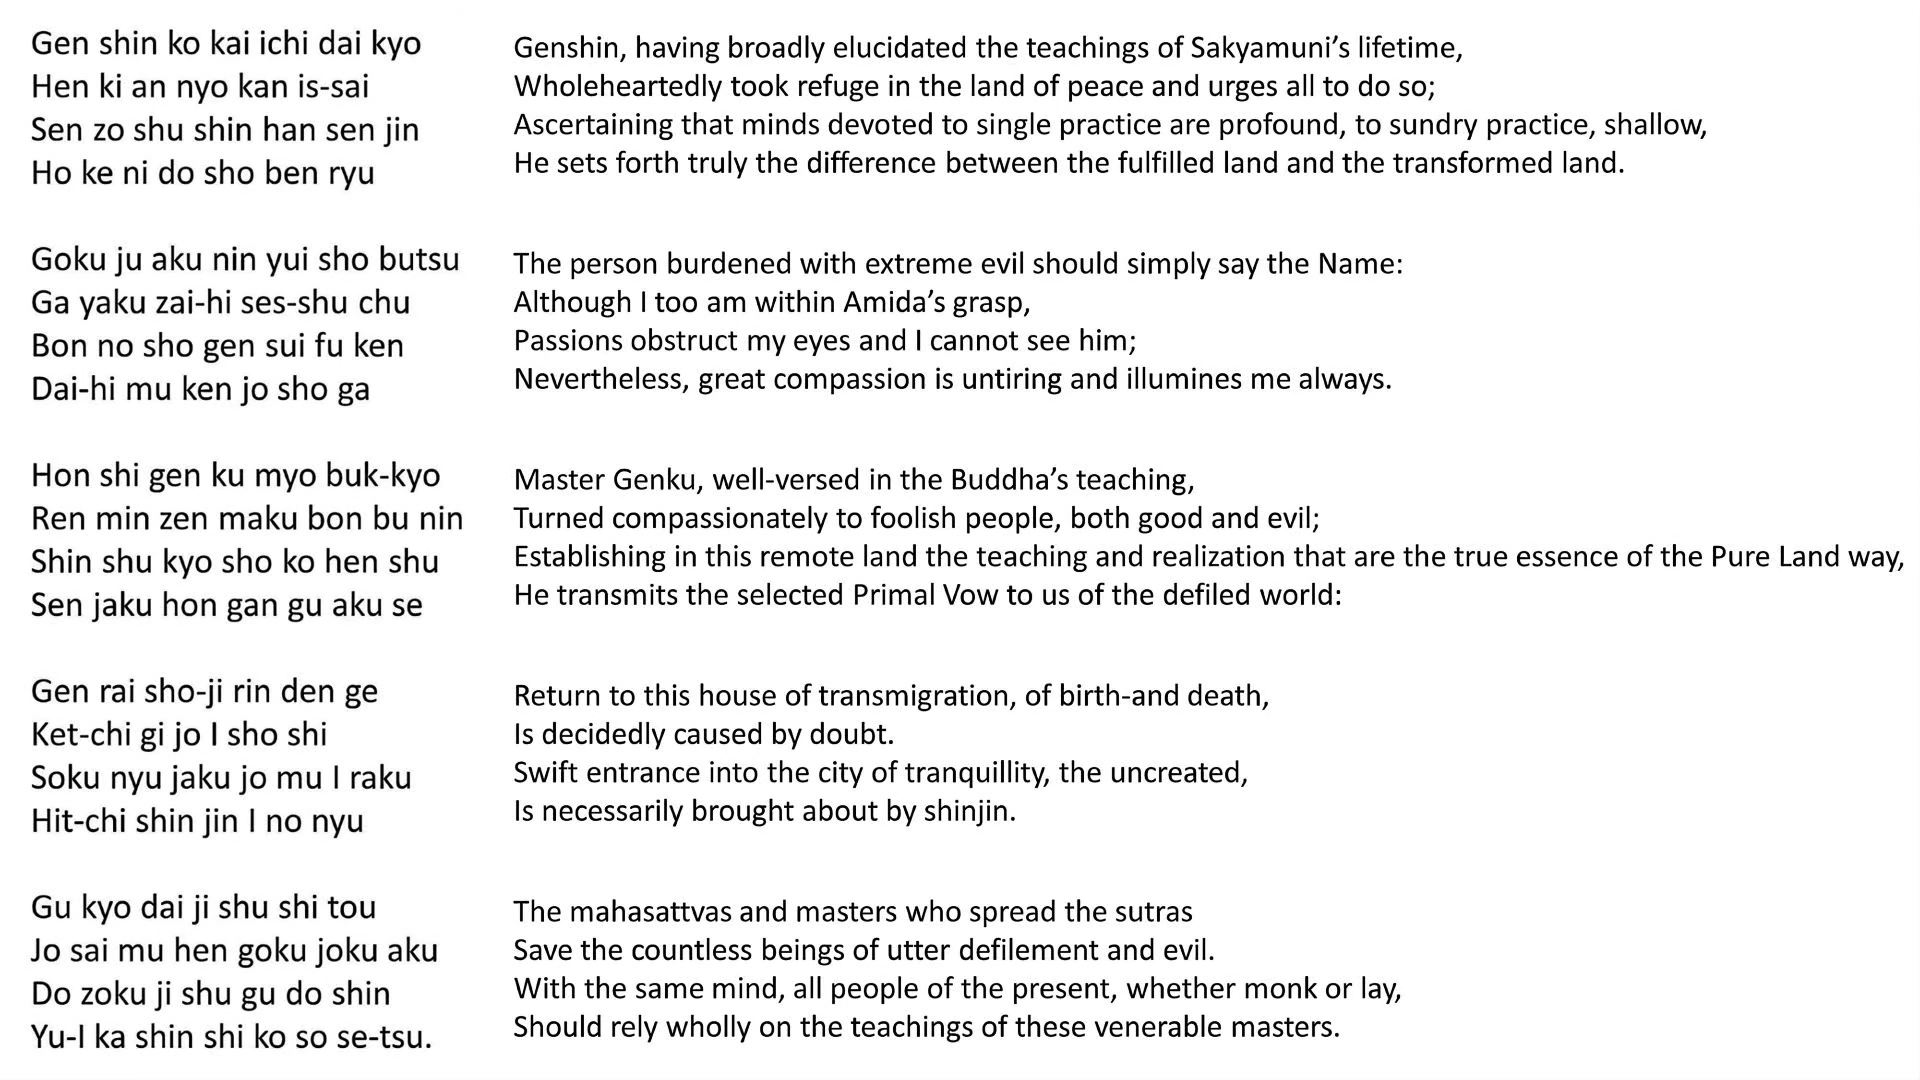 Gen shin ko kai ichi dai kyo
Hen ki an nyo kan is-sai
Sen zo shu shin han sen jin
Ho ke ni do sho ben ryu
Genshin, having broadly elucidated the teachings of Sakyamuni’s lifetime,
Wholeheartedly took refuge in the land of peace and urges all to do so;
Ascertaining that minds devoted to single practice are profound, to sundry practice, shallow,
He sets forth truly the difference between the fulfilled land and the transformed land.
Goku ju aku nin yui sho butsu
Ga yaku zai-hi ses-shu chu
Bon no sho gen sui fu ken
Dai-hi mu ken jo sho ga
The person burdened with extreme evil should simply say the Name:
Although I too am within Amida’s grasp,
Passions obstruct my eyes and I cannot see him;
Nevertheless, great compassion is untiring and illumines me always.
Hon shi gen ku myo buk-kyo
Ren min zen maku bon bu nin
Shin shu kyo sho ko hen shu
Sen jaku hon gan gu aku se
Master Genku, well-versed in the Buddha’s teaching,
Turned compassionately to foolish people, both good and evil;
Establishing in this remote land the teaching and realization that are the true essence of the Pure Land way,
He transmits the selected Primal Vow to us of the defiled world:
Gen rai sho-ji rin den ge
Ket-chi gi jo I sho shi
Soku nyu jaku jo mu I raku
Hit-chi shin jin I no nyu
Return to this house of transmigration, of birth-and death,
Is decidedly caused by doubt.
Swift entrance into the city of tranquillity, the uncreated,
Is necessarily brought about by shinjin.
Gu kyo dai ji shu shi tou
Jo sai mu hen goku joku aku
Do zoku ji shu gu do shin
Yu-I ka shin shi ko so se-tsu.
The mahasattvas and masters who spread the sutras
Save the countless beings of utter defilement and evil.
With the same mind, all people of the present, whether monk or lay,
Should rely wholly on the teachings of these venerable masters.